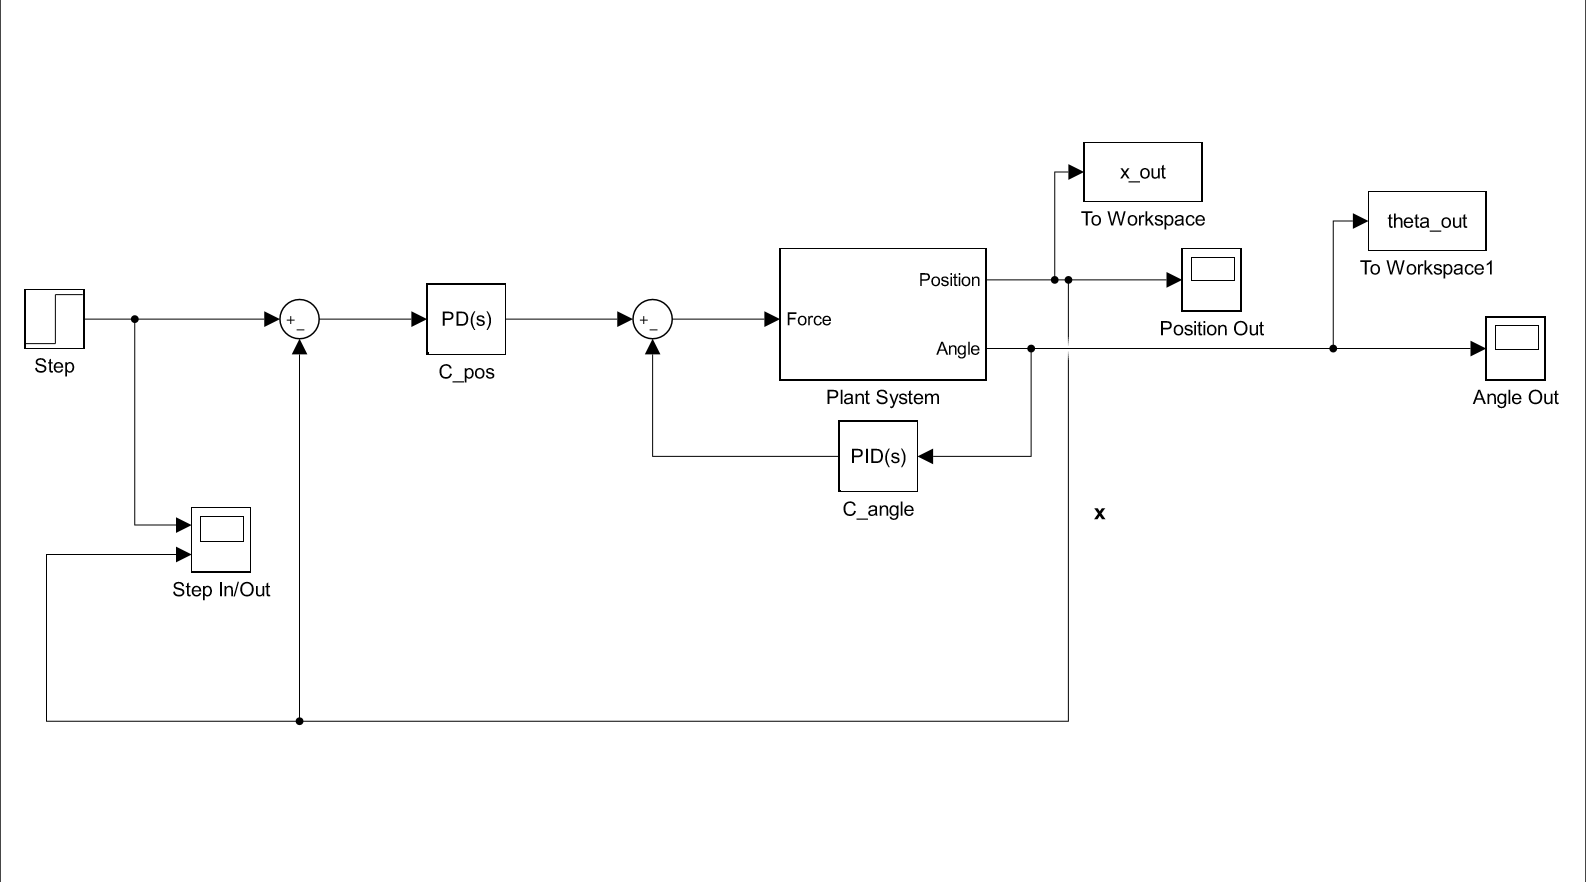 x_out
To Workspace
theta_out
To Workspace1
Position
Position Out
Step
+
_
PD(s)
C_pos
+
_
Force
Angle
Plant System
Angle Out
PID(s)
C_angle
x
Step In/Out